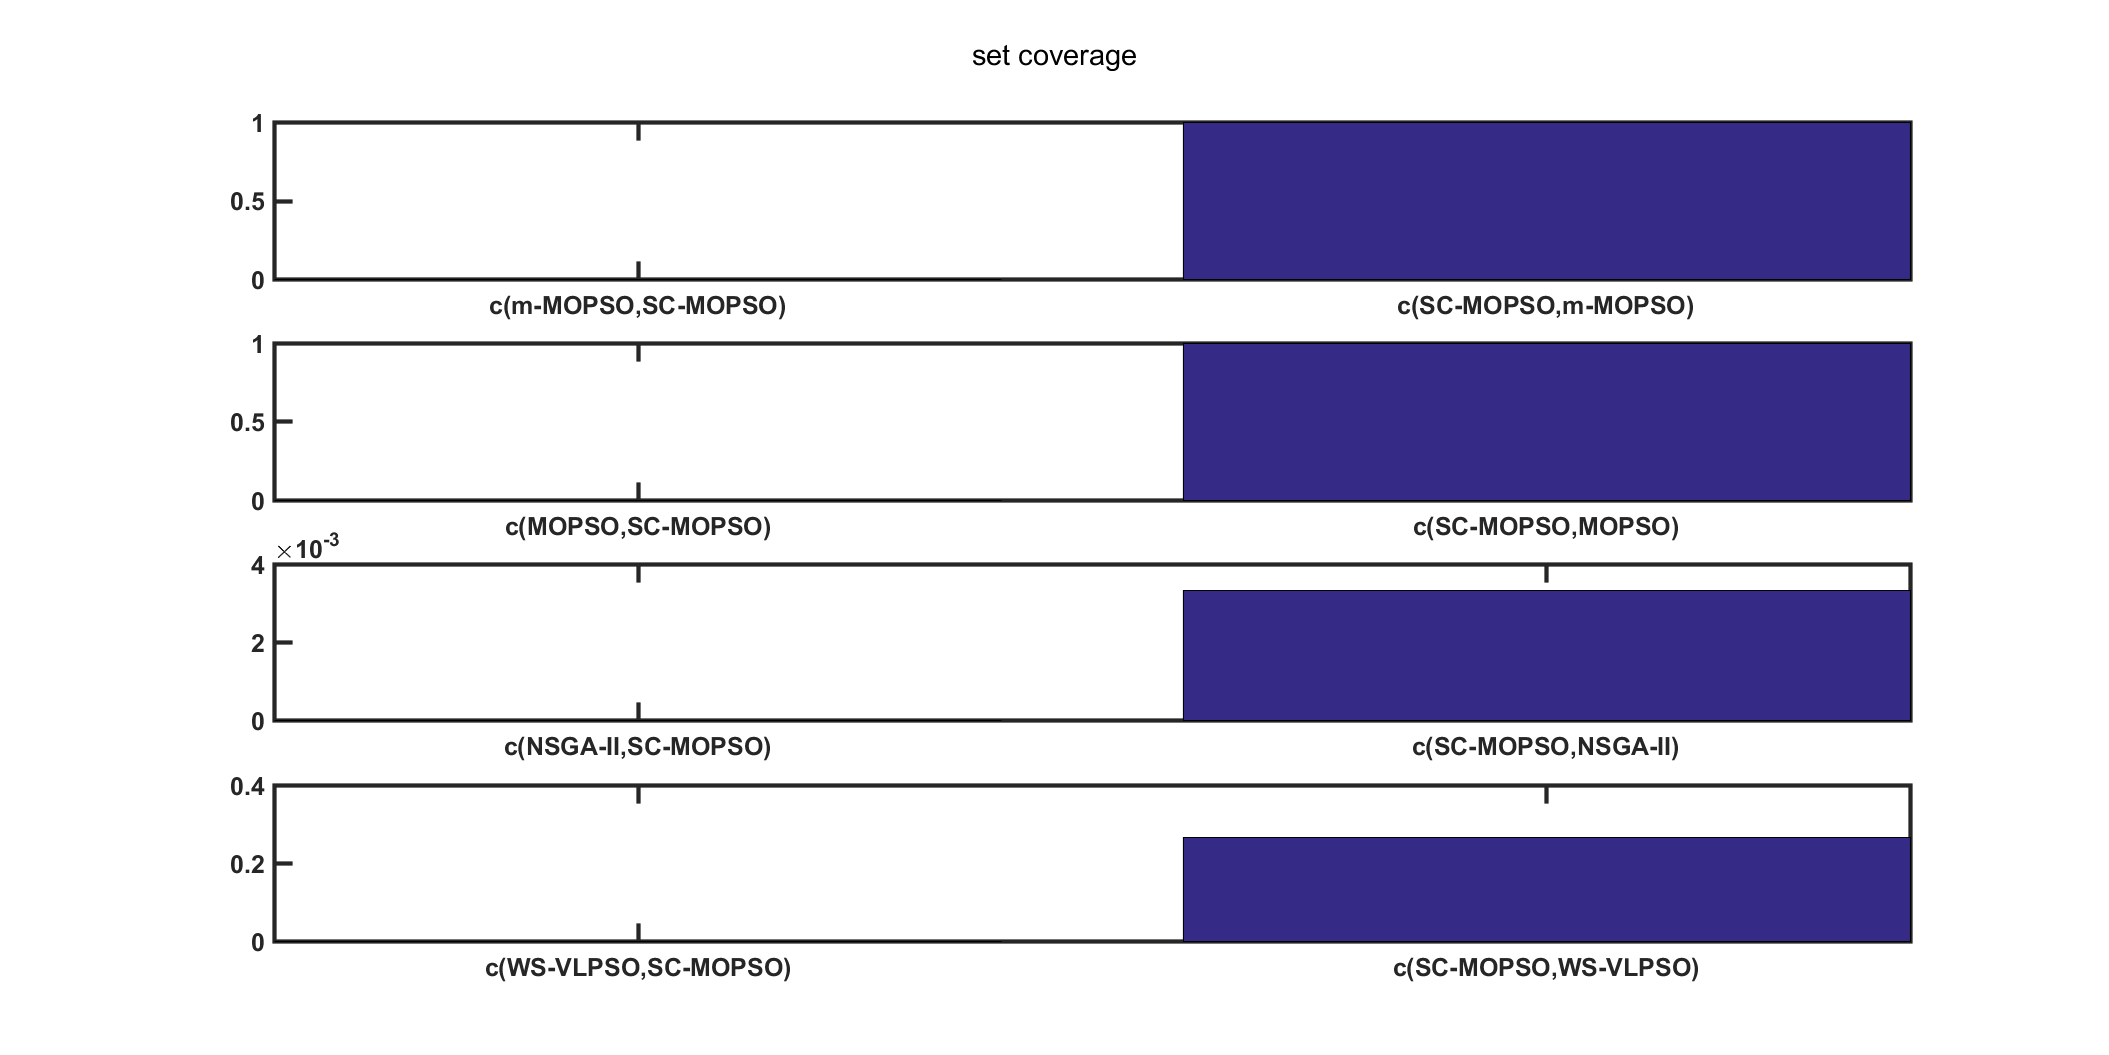 set coverage
1
0.5
0
c(m-MOPSO,SC-MOPSO) c(SC-MOPSO,m-MOPSO)
1
0.5
0
c(MOPSO,SC-MOPSO) c(SC-MOPSO,MOPSO)
×10-3
4
2
0
c(NSGA-II,SC-MOPSO) c(SC-MOPSO,NSGA-II)
0.4
0.2
0
c(WS-VLPSO,SC-MOPSO) c(SC-MOPSO,WS-VLPSO)